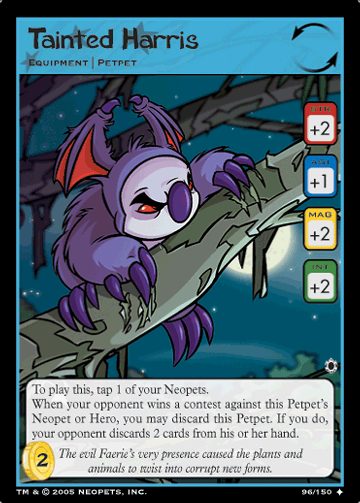 Tainted Harris
Equipment | Petpet
STR
+2
AGI
+1
MAG
+2
INT
+2
To play this, tap 1 of your Neopets.
When your opponent wins a contest against this Petpet's
Neopet or Hero, you may discard this Petpet. If you do,
your opponent discards 2 cards from his or her hand.
2
The evil Faerie's very presence caused the plants and
animals to twist into corrupt new forms.
TM & © 2005 NEOPETS, INC.
96/150 ♦